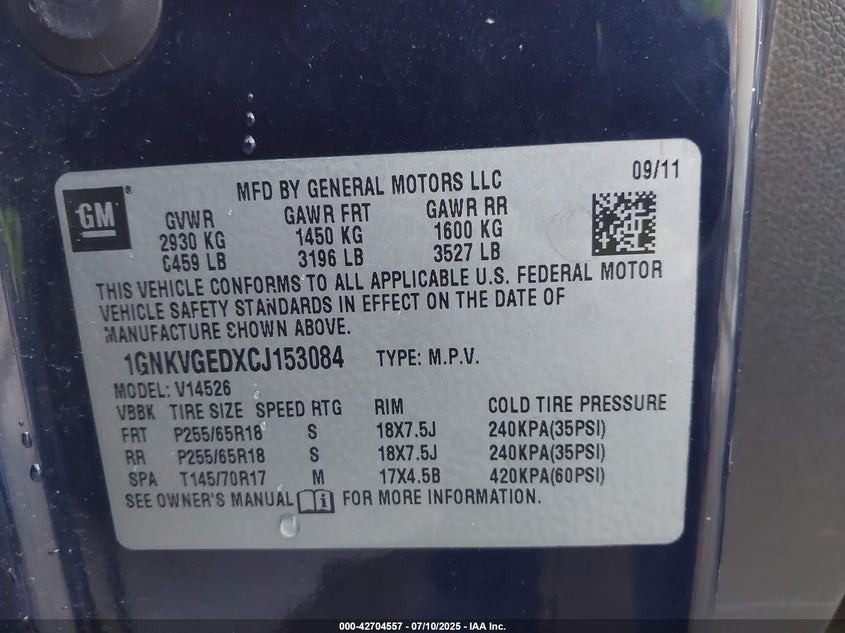 GM
®
MFD BY GENERAL MOTORS LLC
09/11
GVWR GAWR FRT GAWR RR
2930 KG 1450 KG 1600 KG
6459 LB 3196 LB 3527 LB
THIS VEHICLE CONFORMS TO ALL APPLICABLE U.S. FEDERAL MOTOR
VEHICLE SAFETY STANDARDS IN EFFECT ON THE DATE OF
MANUFACTURE SHOWN ABOVE.
1GNKVGEDXCJ153084 TYPE: M.P.V.
MODEL: V14526
VBBK TIRE SIZE SPEED RTG RIM COLD TIRE PRESSURE
FRT P255/65R18 S 18X7.5J 240KPA(35PSI)
RR P255/65R18 S 18X7.5J 240KPA(35PSI)
SPA T145/70R17 M 17X4.5B 420KPA(60PSI)
SEE OWNER'S MANUAL i FOR MORE INFORMATION.
000-42704557 - 07/10/2025 - IAA Inc.